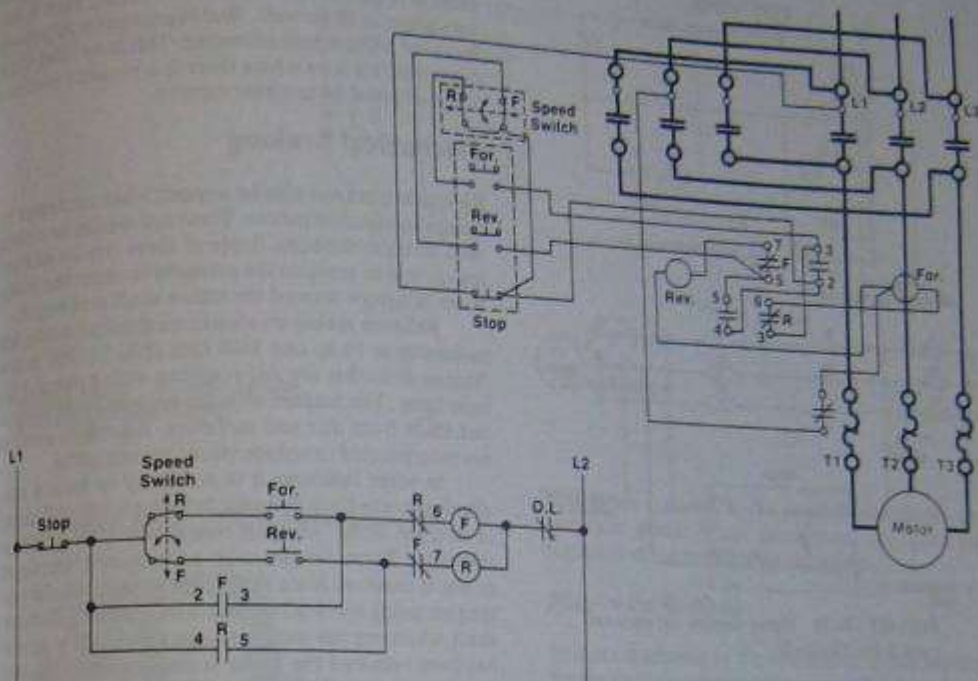 L1
L2
R
F
Speed
Switch
For.
Rev.
Stop
7
F
5
3
2
Rev.
5
4
6
R
3
For.
T1
T2
T3
Motor
L1
L2
Speed
Switch
Stop
R
For.
R
6
F
O.L.
Rev.
F
F
7
R
2
F
3
4
R
5